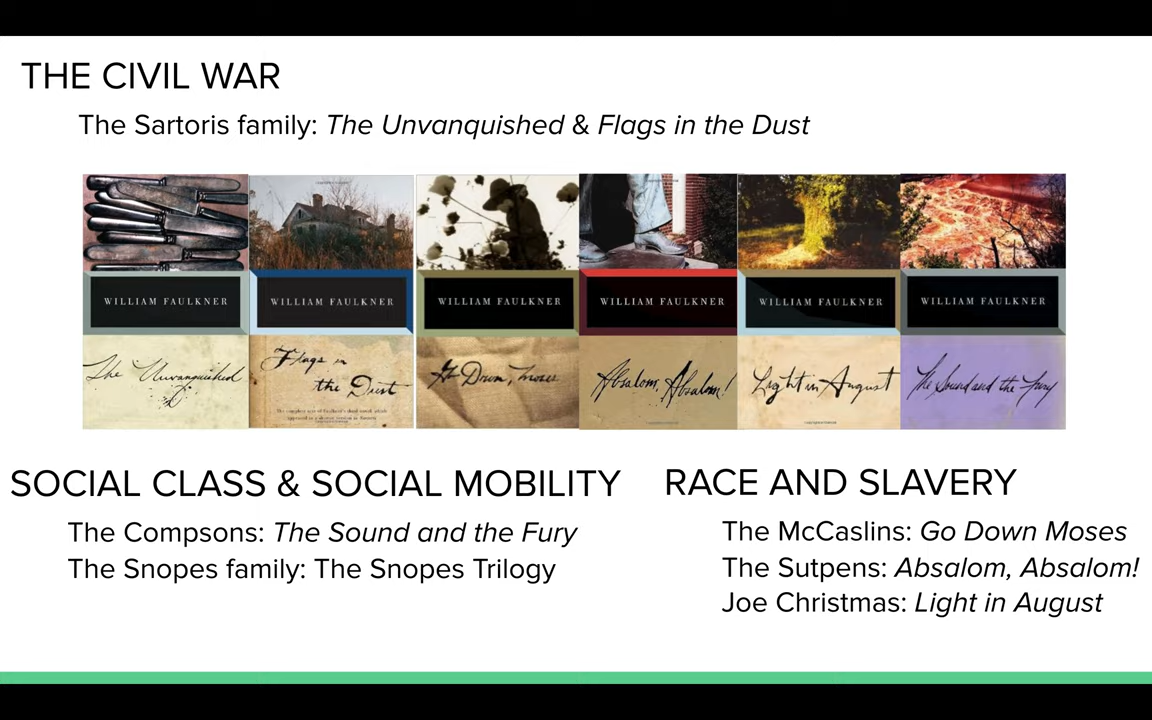 THE CIVIL WAR
The Sartoris family: The Unvanquished & Flags in the Dust
WILLIAM FAULKNER
WILLIAM FAULKNER
WILLIAM FAULKNER
WILLIAM FAULKNER
WILLIAM FAULKNER
WILLIAM FAULKNER
The Unvanquished
Flags in
the Dust
Go Down, Moses
Absalom, Absalom!
Light in August
The Sound and the Fury
SOCIAL CLASS & SOCIAL MOBILITY
The Compsons: The Sound and the Fury
The Snopes family: The Snopes Trilogy
RACE AND SLAVERY
The McCaslins: Go Down Moses
The Sutpens: Absalom, Absalom!
Joe Christmas: Light in August